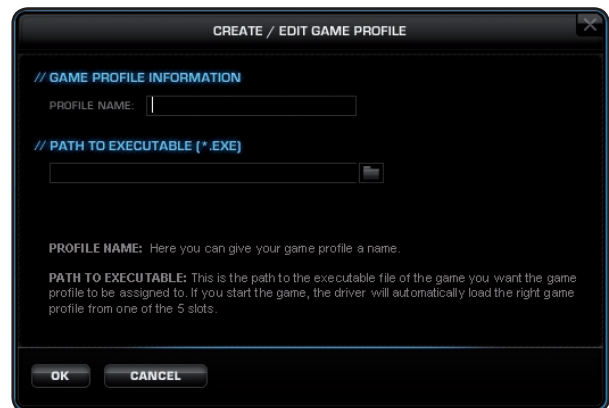 CREATE / EDIT GAME PROFILE
// GAME PROFILE INFORMATION
PROFILE NAME:
// PATH TO EXECUTABLE (*.EXE)
PROFILE NAME: Here you can give your game profile a name.
PATH TO EXECUTABLE: This is the path to the executable file of the game you want the game
profile to be assigned to. If you start the game, the driver will automatically load the right game
profile from one of the 5 slots.
OK CANCEL